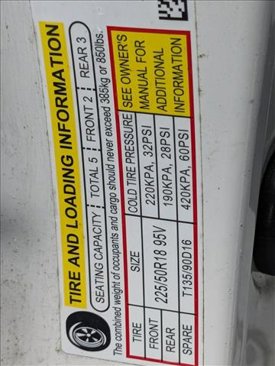 TIRE AND LOADING INFORMATION
SEATING CAPACITY TOTAL 5 FRONT 2 REAR 3
The combined weight of occupants and cargo should never exceed 385kg or 850lbs.
TIRE SIZE COLD TIRE PRESSURE SEE OWNER'S
FRONT 225/50R18 95V 220KPA, 32PSI MANUAL FOR
REAR 190KPA, 28PSI ADDITIONAL
SPARE T135/90D16 420KPA, 60PSI INFORMATION